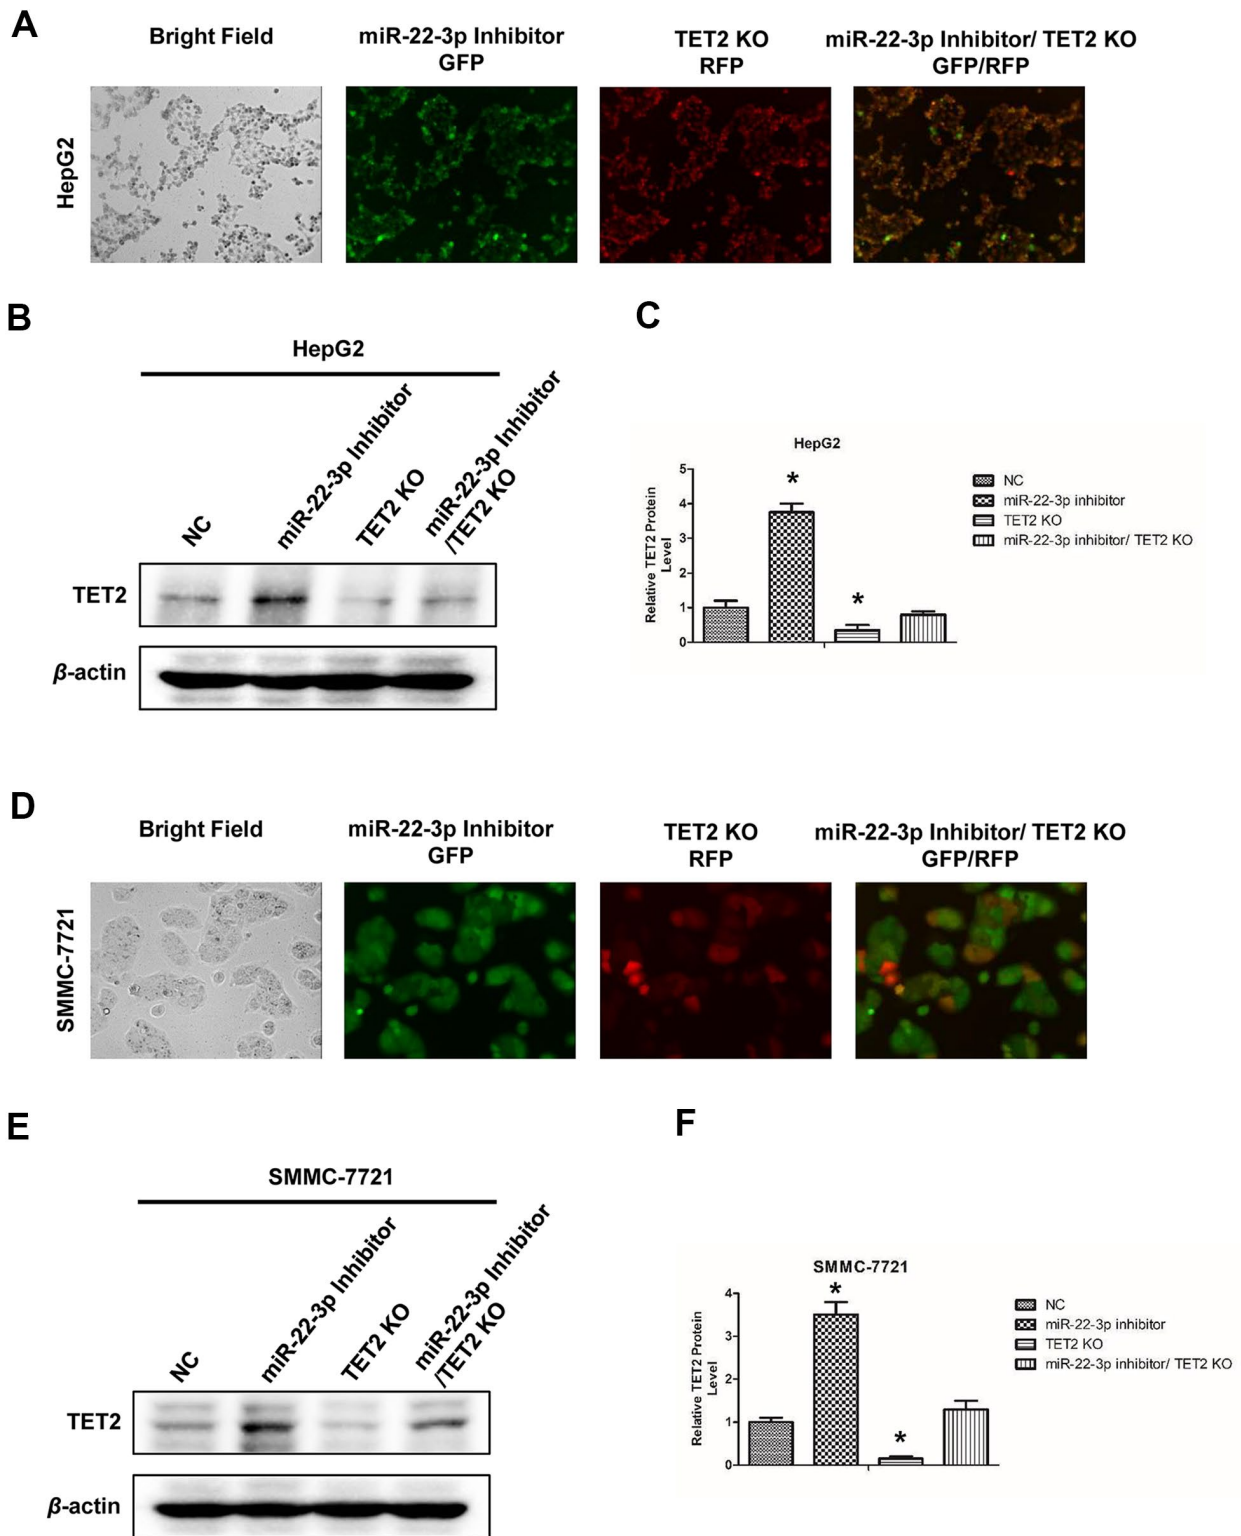 A
Bright Field
miR-22-3p Inhibitor
GFP
TET2 KO
RFP
miR-22-3p Inhibitor/ TET2 KO
GFP/RFP
HepG2
B
HepG2
NC
miR-22-3p Inhibitor
TET2 KO
miR-22-3p Inhibitor
/TET2 KO
TET2
β-actin
C
HepG2
Relative TET2 Protein
Level
5
4
3
2
1
0
*
*
NC
miR-22-3p inhibitor
TET2 KO
miR-22-3p inhibitor/ TET2 KO
D
Bright Field
miR-22-3p Inhibitor
GFP
TET2 KO
RFP
miR-22-3p Inhibitor/ TET2 KO
GFP/RFP
SMMC-7721
E
SMMC-7721
NC
miR-22-3p Inhibitor
TET2 KO
miR-22-3p Inhibitor
/TET2 KO
TET2
β-actin
F
SMMC-7721
Relative TET2 Protein
Level
4
3
2
1
0
*
*
NC
miR-22-3p inhibitor
TET2 KO
miR-22-3p inhibitor/ TET2 KO